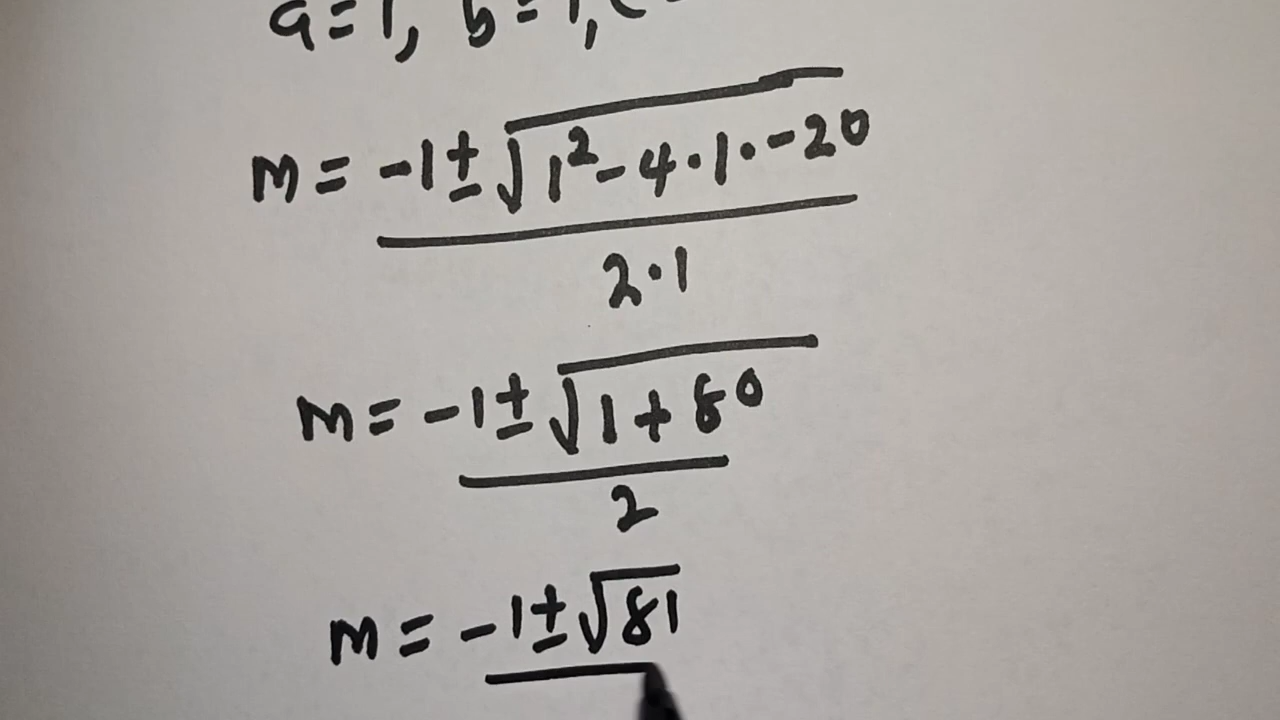 a=1, b=1, c
m = -1±√1²-4·1·-20
2·1
m = -1±√1+80
2
m = -1±√81